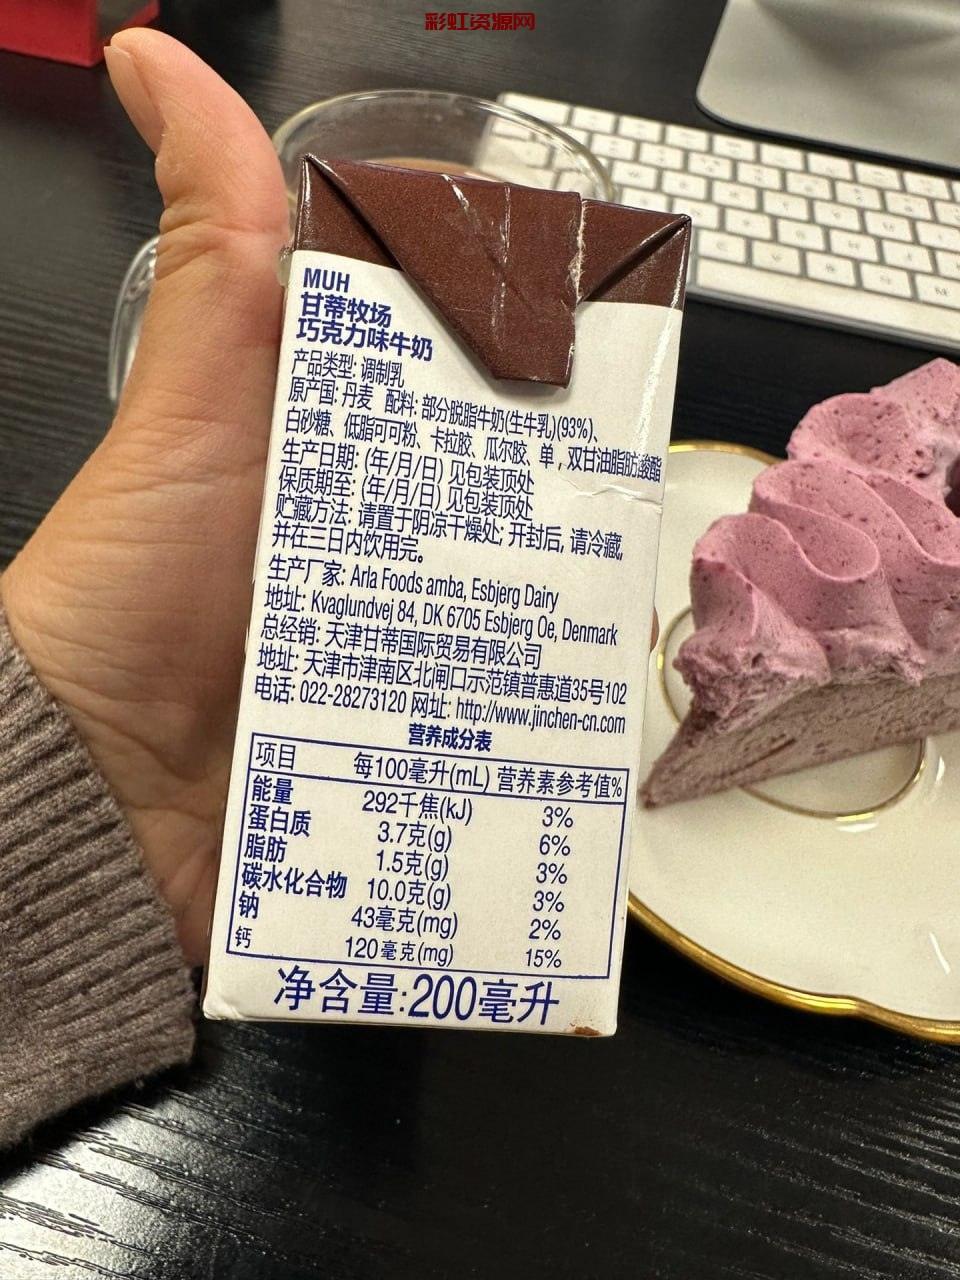 彩虹资源网
MUH
甘蒂牧场
巧克力味牛奶
产品类型: 调制乳
原产国: 丹麦 配料: 部分脱脂牛奶(生牛乳)(93%)、
白砂糖、低脂可可粉、卡拉胶、瓜尔胶、单，双甘油脂肪酸酯
生产日期: (年/月/日) 见包装顶处
保质期至: (年/月/日) 见包装顶处
贮藏方法: 请置于阴凉干燥处; 开封后, 请冷藏,
并在三日内饮用完。
生产厂家: Arla Foods amba, Esbjerg Dairy
地址: Kvaglundvej 84, DK 6705 Esbjerg Oe, Denmark
总经销: 天津甘蒂国际贸易有限公司
地址: 天津市津南区北闸口示范镇普惠道35号102
电话: 022-28273120 网址: http://www.jinchen-cn.com
营养成分表
项目 每100毫升(mL) 营养素参考值%
能量 292千焦(kJ) 3%
蛋白质 3.7克(g) 6%
脂肪 1.5克(g) 3%
碳水化合物 10.0克(g) 3%
钠 43毫克(mg) 2%
钙 120毫克(mg) 15%
净含量:200毫升